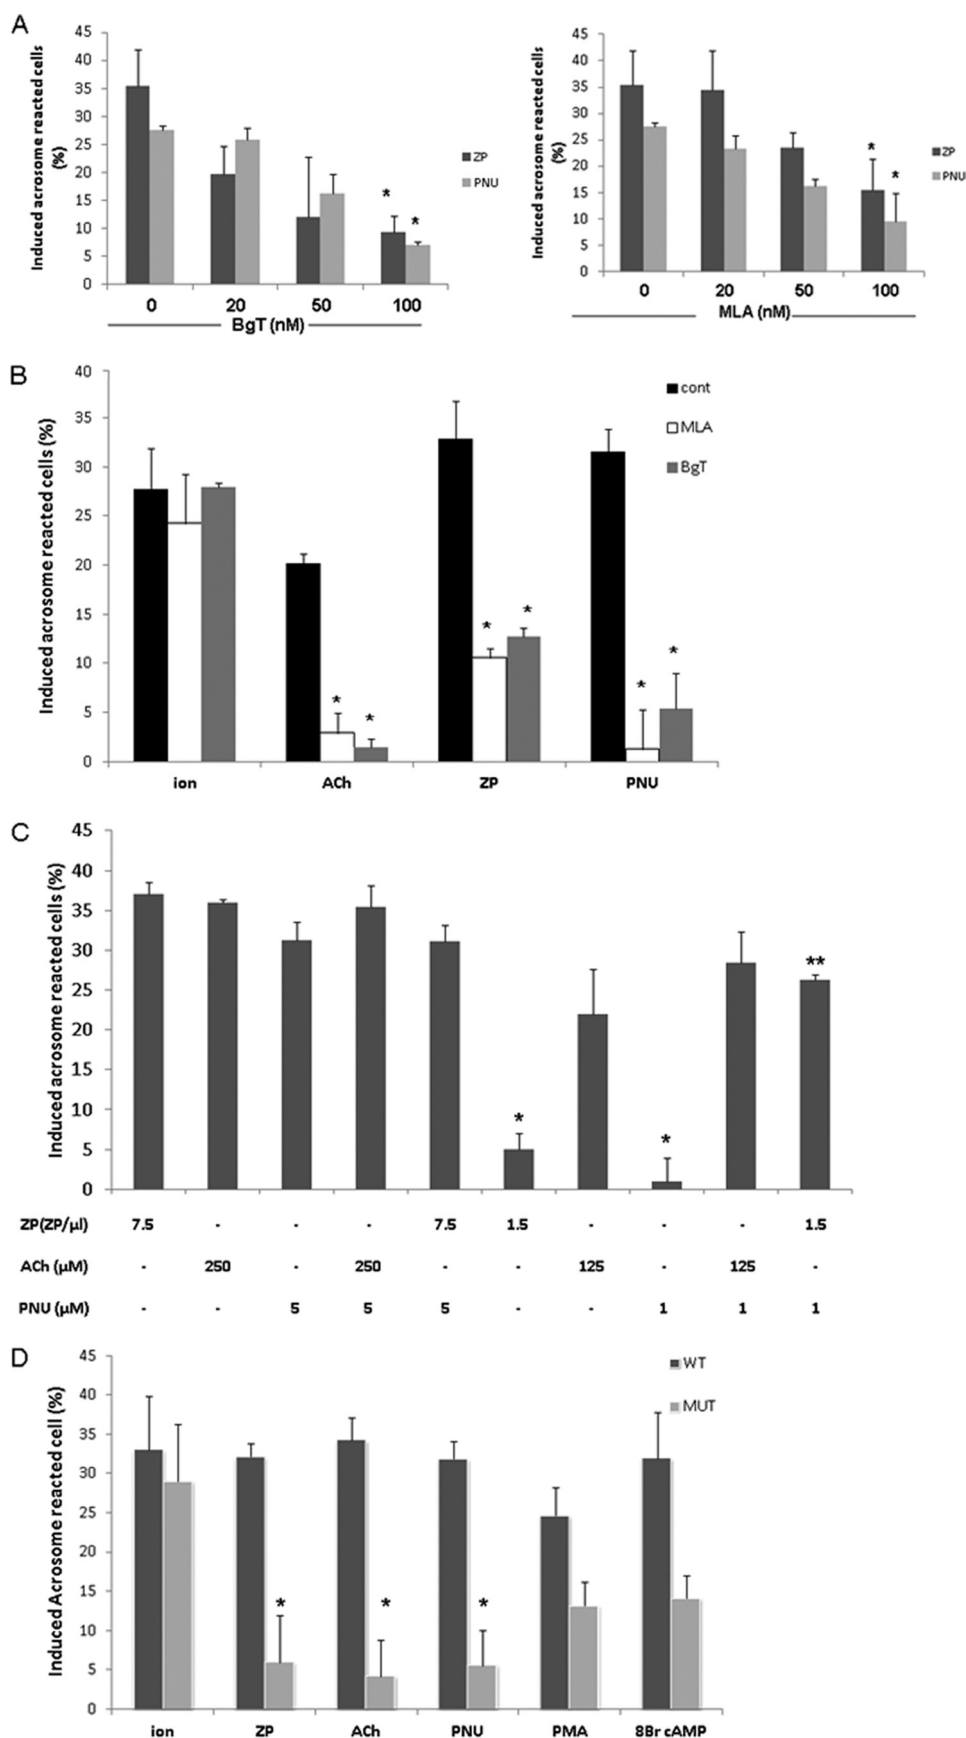 A
Induced acrosome reacted cells (%)
45
40
35
30
25
20
15
10
5
0
*
*
ZP
PNU
0 20 50 100
BgT (nM)
Induced acrosome reacted cells (%)
45
40
35
30
25
20
15
10
5
0
*
*
ZP
PNU
0 20 50 100
MLA (nM)
B
Induced acrosome reacted cells (%)
40
35
30
25
20
15
10
5
0
cont
MLA
BgT
* * * * * *
ion ACh ZP PNU
C
Induced acrosome reacted cells (%)
45
40
35
30
25
20
15
10
5
0
* * **
ZP(ZP/µl) 7.5 - - - 7.5 1.5 - - - 1.5
ACh (µM) - 250 - 250 - - 125 - 125 -
PNU (µM) - - 5 5 5 - - 1 1 1
D
Induced Acrosome reacted cell (%)
45
40
35
30
25
20
15
10
5
0
WT
MUT
* * *
ion ZP ACh PNU PMA 8Br cAMP